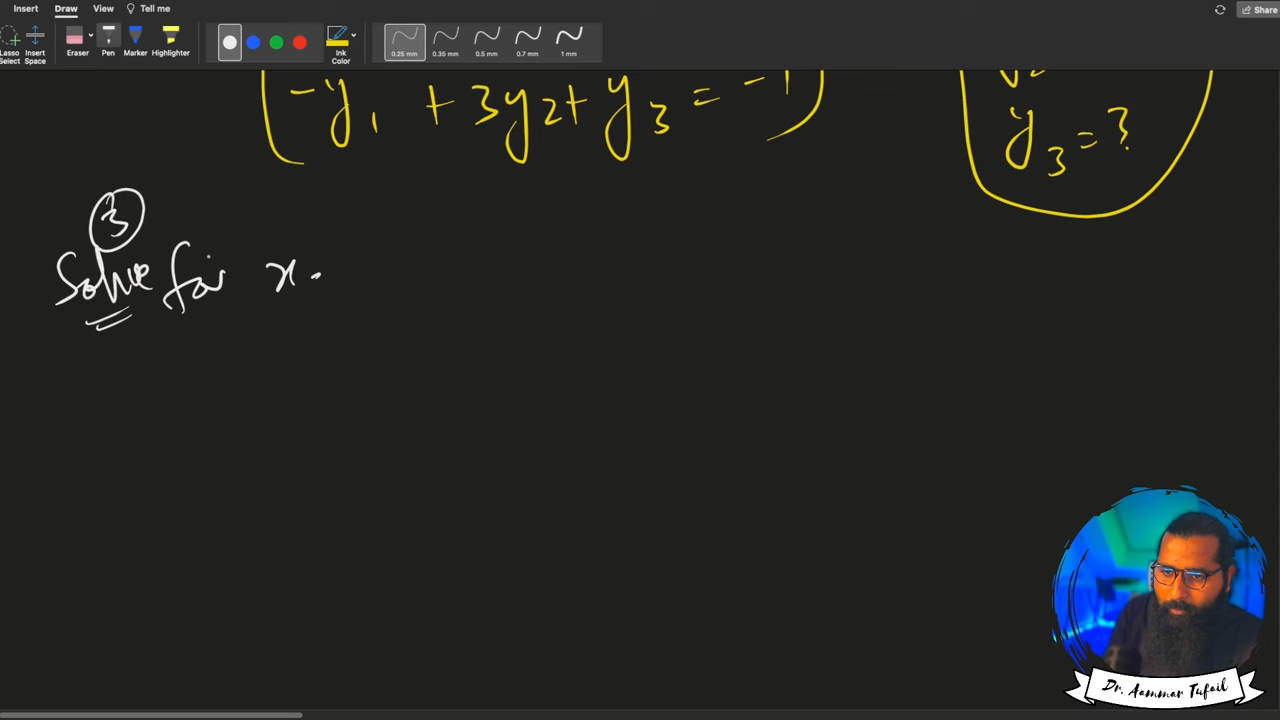 Insert Draw View Tell me Share
Lasso Select Insert Space Eraser Pen Marker Highlighter Ink Color 0.25 mm 0.35 mm 0.5 mm 0.7 mm 1 mm
-y₁ + 3y₂ + y₃ = -1
y₃ = ?
3
Solve for x.
Dr. Aammar Tufail